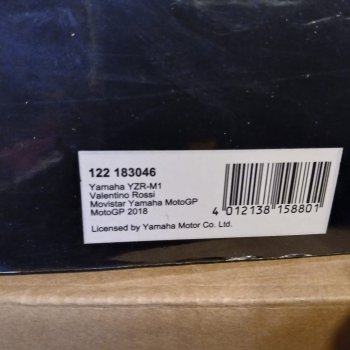 122 183046
Yamaha YZR-M1
Valentino Rossi
Movistar Yamaha MotoGP
MotoGP 2018
Licensed by Yamaha Motor Co. Ltd.
4 012138 158801